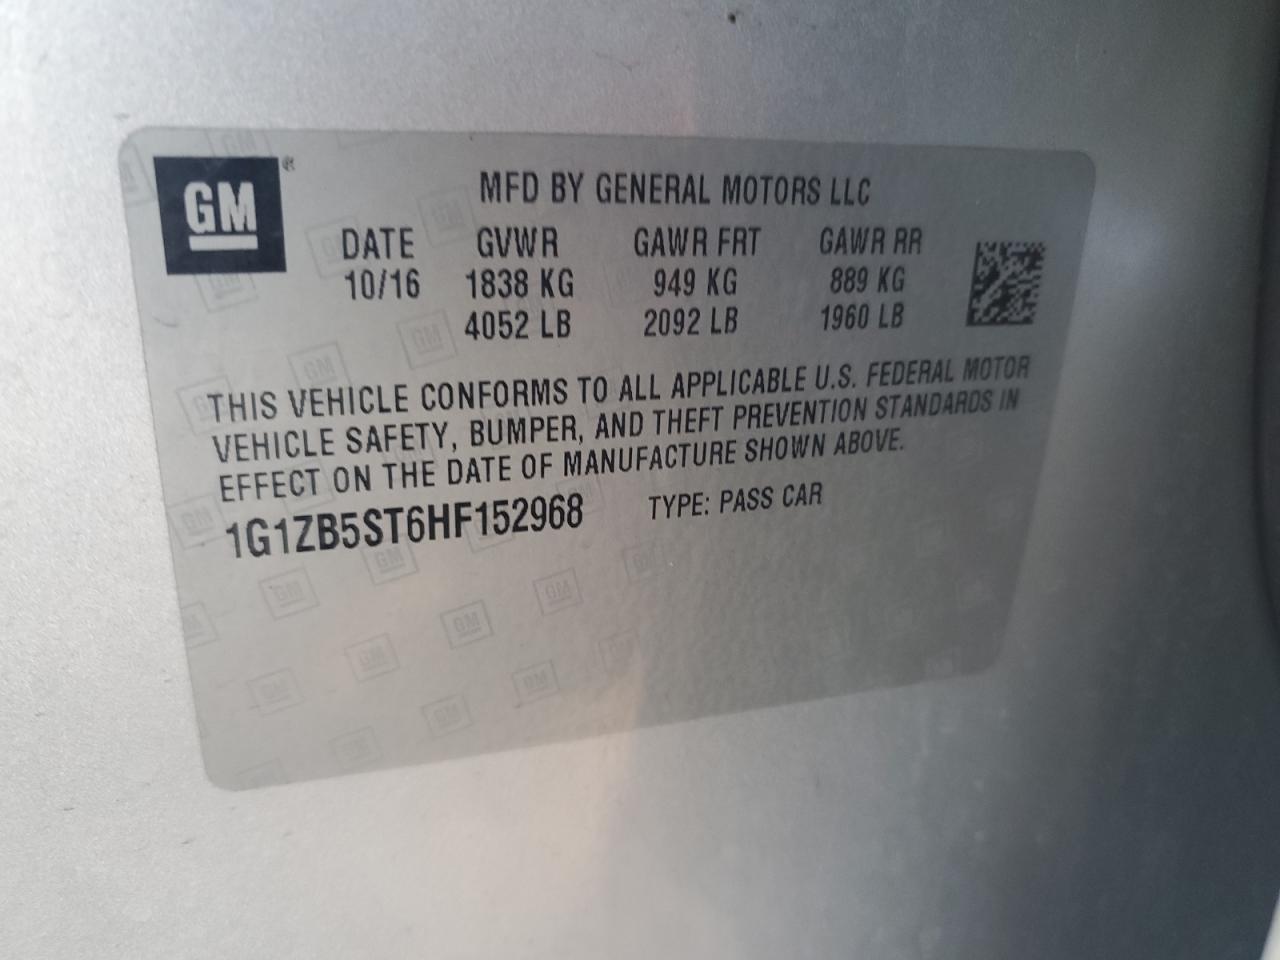 GM®
MFD BY GENERAL MOTORS LLC
DATE GVWR GAWR FRT GAWR RR
10/16 1838 KG 949 KG 889 KG
4052 LB 2092 LB 1960 LB
THIS VEHICLE CONFORMS TO ALL APPLICABLE U.S. FEDERAL MOTOR
VEHICLE SAFETY, BUMPER, AND THEFT PREVENTION STANDARDS IN
EFFECT ON THE DATE OF MANUFACTURE SHOWN ABOVE.
1G1ZB5ST6HF152968 TYPE: PASS CAR